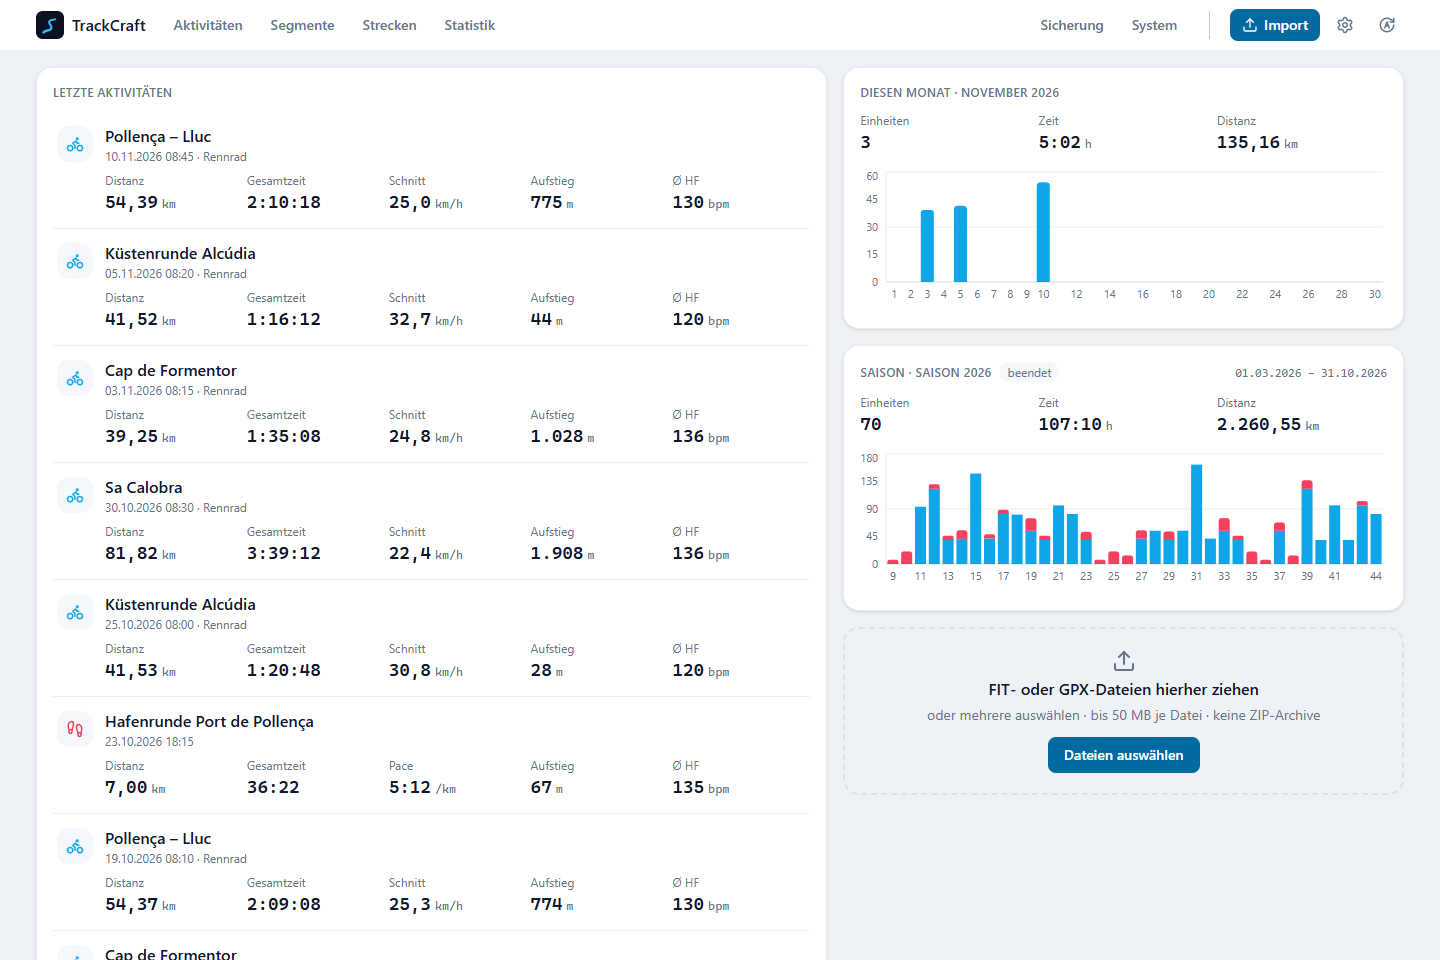 TrackCraft Aktivitäten Segmente Strecken Statistik Sicherung System Import
LETZTE AKTIVITÄTEN
Pollença – Lluc
10.11.2026 08:45 · Rennrad
Distanz Gesamtzeit Schnitt Aufstieg Ø HF
54,39 km 2:10:18 25,0 km/h 775 m 130 bpm
Küstenrunde Alcúdia
05.11.2026 08:20 · Rennrad
Distanz Gesamtzeit Schnitt Aufstieg Ø HF
41,52 km 1:16:12 32,7 km/h 44 m 120 bpm
Cap de Formentor
03.11.2026 08:15 · Rennrad
Distanz Gesamtzeit Schnitt Aufstieg Ø HF
39,25 km 1:35:08 24,8 km/h 1.028 m 136 bpm
Sa Calobra
30.10.2026 08:30 · Rennrad
Distanz Gesamtzeit Schnitt Aufstieg Ø HF
81,82 km 3:39:12 22,4 km/h 1.908 m 136 bpm
Küstenrunde Alcúdia
25.10.2026 08:00 · Rennrad
Distanz Gesamtzeit Schnitt Aufstieg Ø HF
41,53 km 1:20:48 30,8 km/h 28 m 120 bpm
Hafenrunde Port de Pollença
23.10.2026 18:15
Distanz Gesamtzeit Pace Aufstieg Ø HF
7,00 km 36:22 5:12 /km 67 m 135 bpm
Pollença – Lluc
19.10.2026 08:10 · Rennrad
Distanz Gesamtzeit Schnitt Aufstieg Ø HF
54,37 km 2:09:08 25,3 km/h 774 m 130 bpm
Cap de Formentor
DIESEN MONAT · NOVEMBER 2026
Einheiten Zeit Distanz
3 5:02 h 135,16 km
60
45
30
15
0
1 2 3 4 5 6 7 8 9 10 12 14 16 18 20 22 24 26 28 30
SAISON · SAISON 2026 beendet 01.03.2026 – 31.10.2026
Einheiten Zeit Distanz
70 107:10 h 2.260,55 km
180
135
90
45
0
9 11 13 15 17 19 21 23 25 27 29 31 33 35 37 39 41 44
FIT- oder GPX-Dateien hierher ziehen
oder mehrere auswählen · bis 50 MB je Datei · keine ZIP-Archive
Dateien auswählen